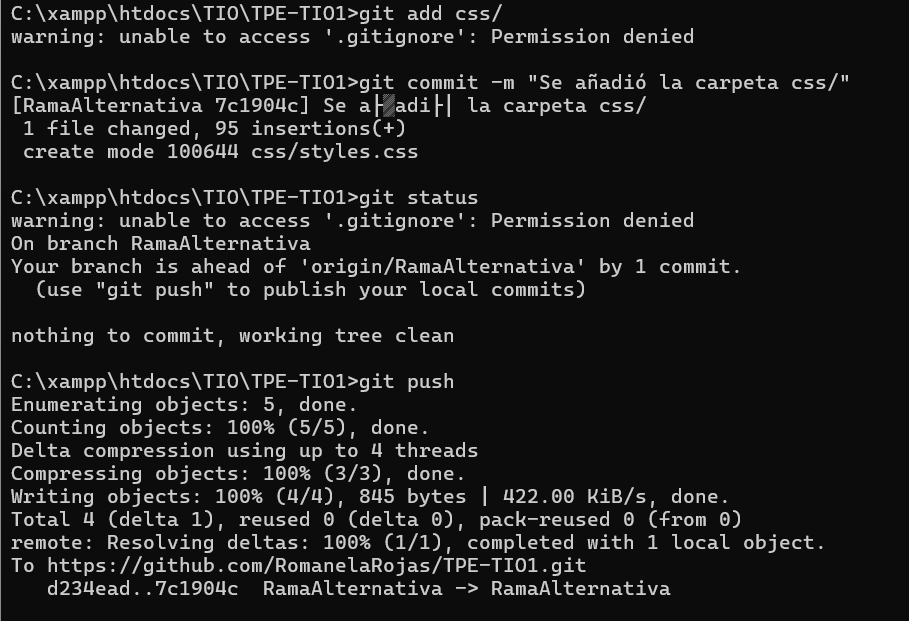 C:\xampp\htdocs\TIO\TPE-TIO1>git add css/
warning: unable to access '.gitignore': Permission denied
C:\xampp\htdocs\TIO\TPE-TIO1>git commit -m "Se añadió la carpeta css/"
[RamaAlternativa 7c1904c] Se a├▒adi├│ la carpeta css/
 1 file changed, 95 insertions(+)
 create mode 100644 css/styles.css
C:\xampp\htdocs\TIO\TPE-TIO1>git status
warning: unable to access '.gitignore': Permission denied
On branch RamaAlternativa
Your branch is ahead of 'origin/RamaAlternativa' by 1 commit.
  (use "git push" to publish your local commits)
nothing to commit, working tree clean
C:\xampp\htdocs\TIO\TPE-TIO1>git push
Enumerating objects: 5, done.
Counting objects: 100% (5/5), done.
Delta compression using up to 4 threads
Compressing objects: 100% (3/3), done.
Writing objects: 100% (4/4), 845 bytes | 422.00 KiB/s, done.
Total 4 (delta 1), reused 0 (delta 0), pack-reused 0 (from 0)
remote: Resolving deltas: 100% (1/1), completed with 1 local object.
To https://github.com/RomanelaRojas/TPE-TIO1.git
   d234ead..7c1904c  RamaAlternativa -> RamaAlternativa